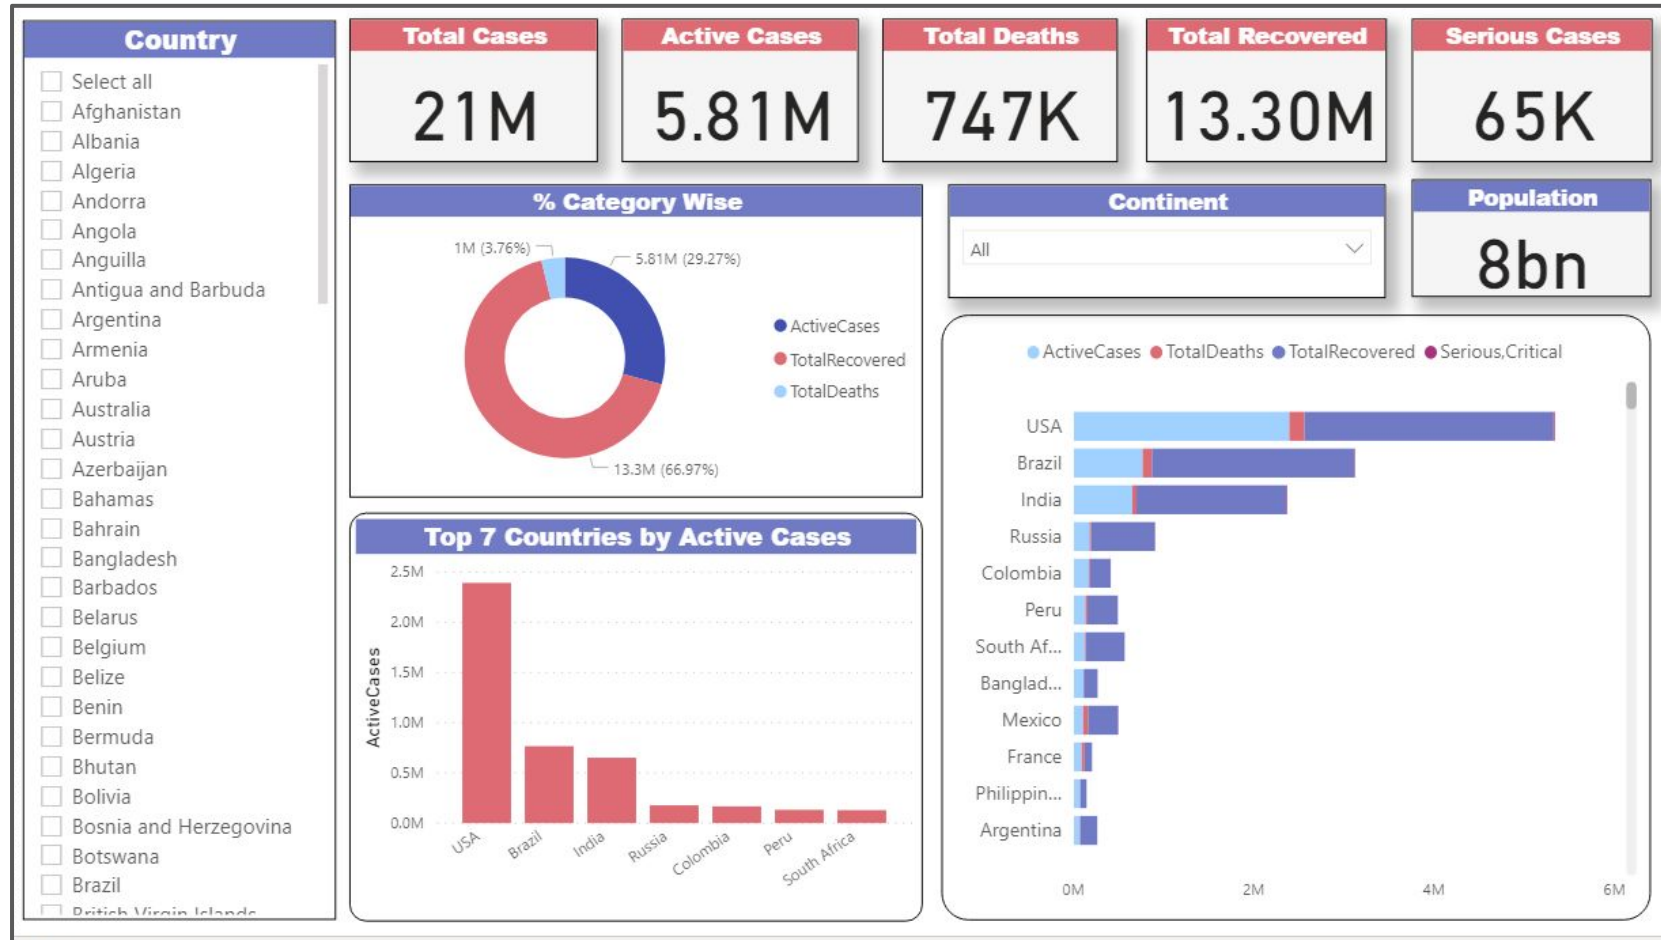 Country
Select all
Afghanistan
Albania
Algeria
Andorra
Angola
Anguilla
Antigua and Barbuda
Argentina
Armenia
Aruba
Australia
Austria
Azerbaijan
Bahamas
Bahrain
Bangladesh
Barbados
Belarus
Belgium
Belize
Benin
Bermuda
Bhutan
Bolivia
Bosnia and Herzegovina
Botswana
Brazil
British Virgin Islands
Total Cases
21M
Active Cases
5.81M
Total Deaths
747K
Total Recovered
13.30M
Serious Cases
65K
% Category Wise
1M (3.76%)
5.81M (29.27%)
13.3M (66.97%)
ActiveCases
TotalRecovered
TotalDeaths
Continent
All
Population
8bn
Top 7 Countries by Active Cases
ActiveCases
2.5M
2.0M
1.5M
1.0M
0.5M
0.0M
USA
Brazil
India
Russia
Colombia
Peru
South Africa
ActiveCases TotalDeaths TotalRecovered Serious,Critical
USA
Brazil
India
Russia
Colombia
Peru
South Af...
Banglad...
Mexico
France
Philippin...
Argentina
0M 2M 4M 6M